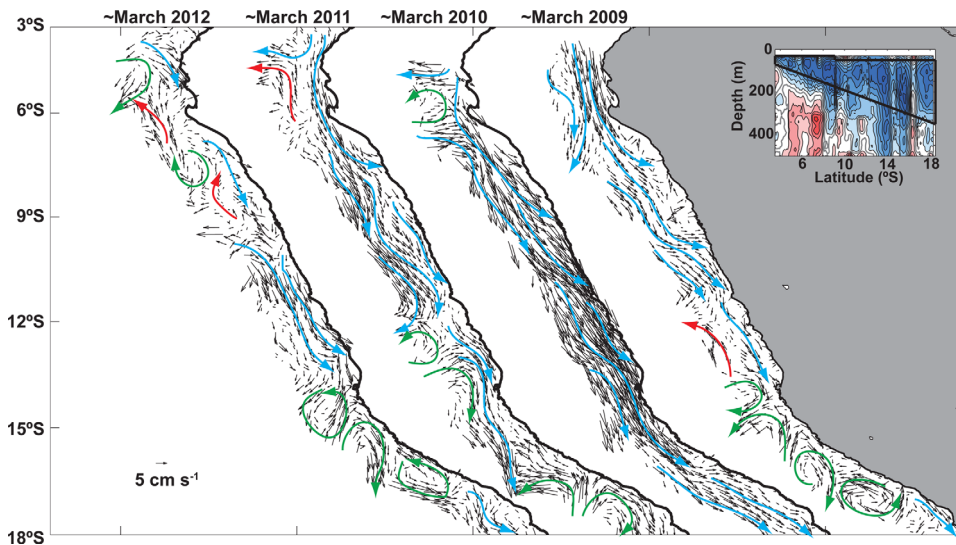 ~March 2012 ~March 2011 ~March 2010 ~March 2009
3ºS
6ºS
9ºS
12ºS
15ºS
18ºS
5 cm s-1
0
200
400
Depth (m)
6 10 14 18
Latitude (ºS)